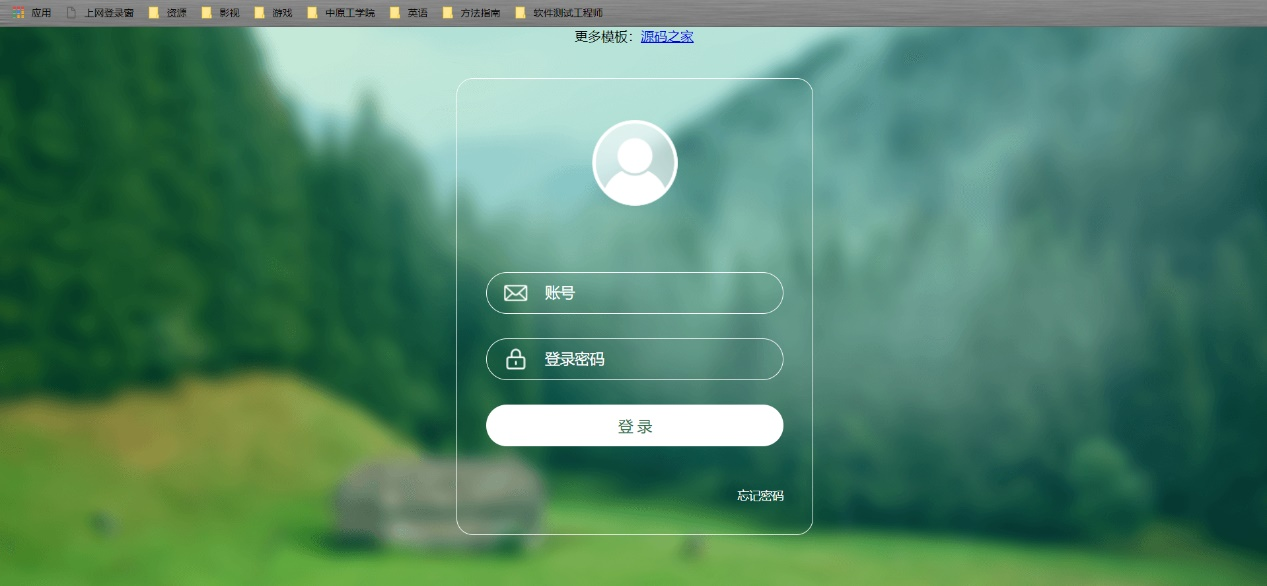 应用 上网登录窗 资源 影视 游戏 中原工学院 英语 方法指南 软件测试工程师
更多模板：源码之家
账号
登录密码
登录
忘记密码